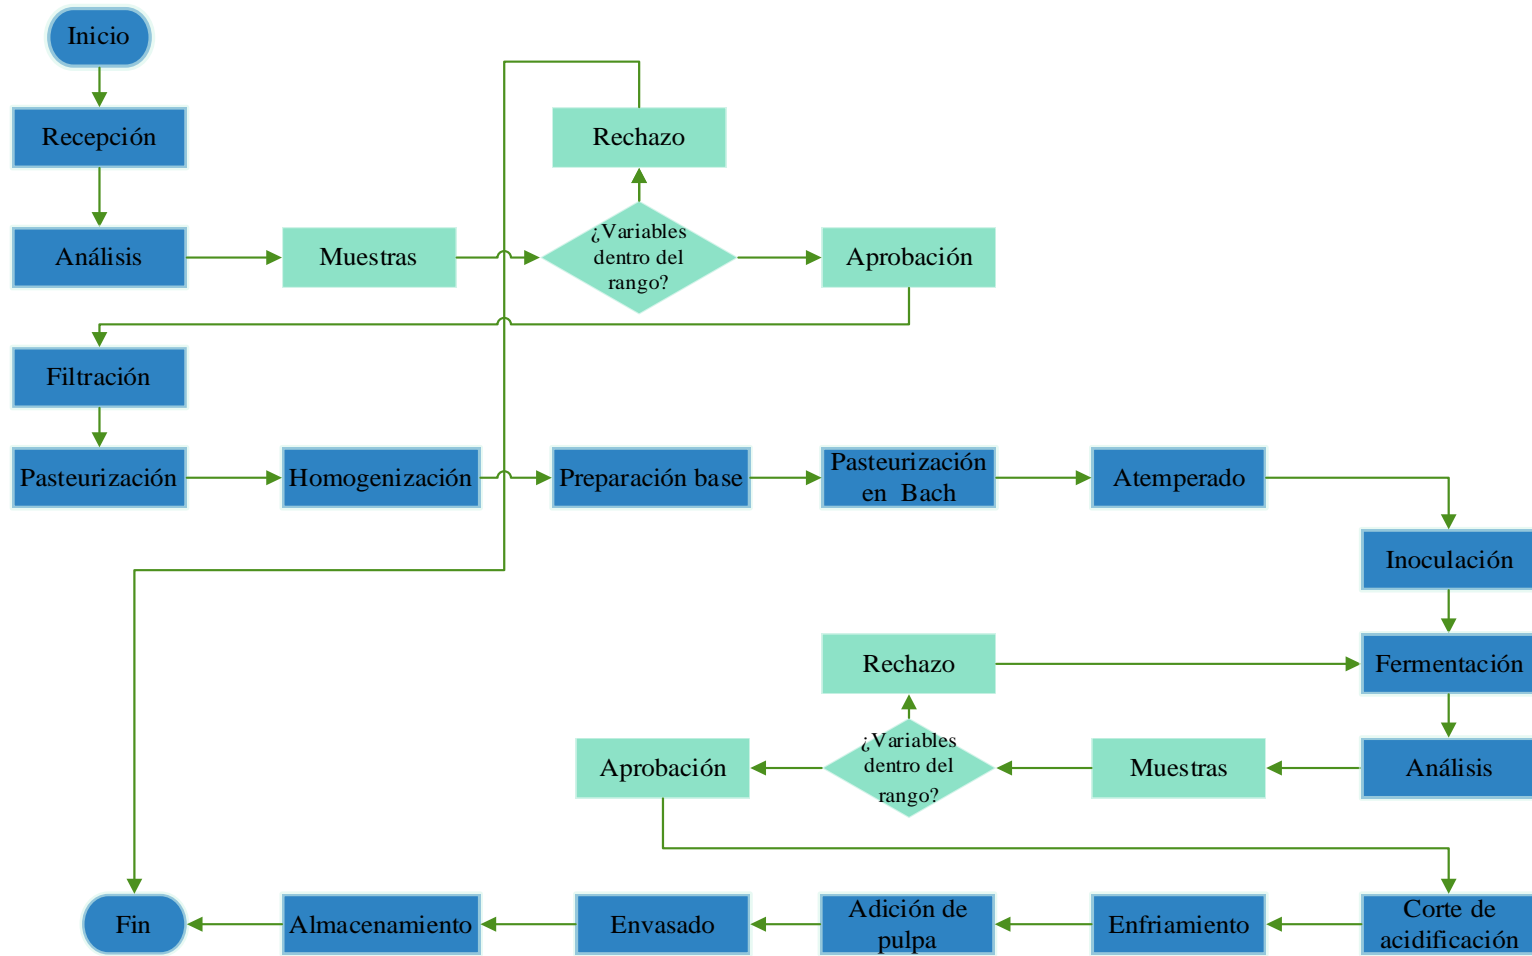 Inicio
Recepción
Rechazo
Análisis
Muestras
¿Variables
dentro del
rango?
Aprobación
Filtración
Pasteurización
Homogenización
Preparación base
Pasteurización
en Bach
Atemperado
Inoculación
Rechazo
Fermentación
Aprobación
¿Variables
dentro del
rango?
Muestras
Análisis
Fin
Almacenamiento
Envasado
Adición de
pulpa
Enfriamiento
Corte de
acidificación